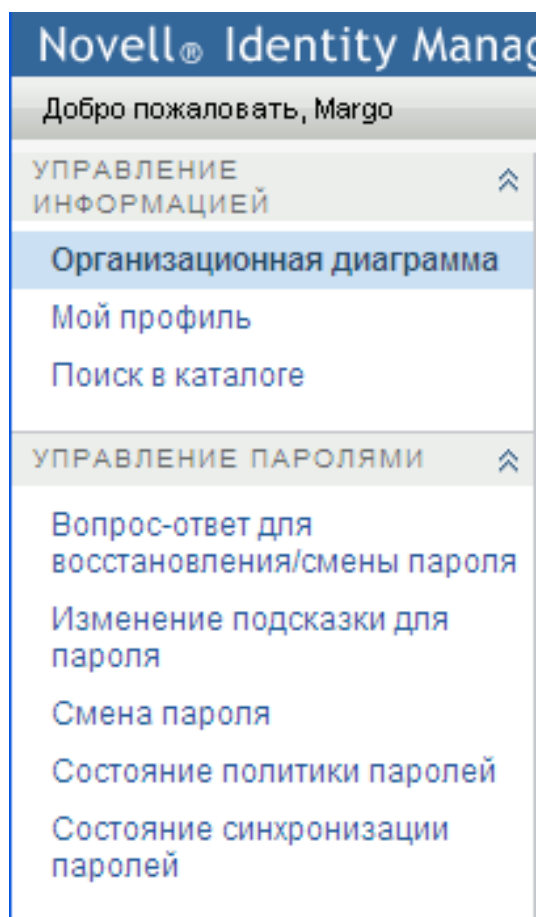 Novell® Identity Manag
Добро пожаловать, Margo
УПРАВЛЕНИЕ
ИНФОРМАЦИЕЙ
Организационная диаграмма
Мой профиль
Поиск в каталоге
УПРАВЛЕНИЕ ПАРОЛЯМИ
Вопрос-ответ для
восстановления/смены пароля
Изменение подсказки для
пароля
Смена пароля
Состояние политики паролей
Состояние синхронизации
паролей